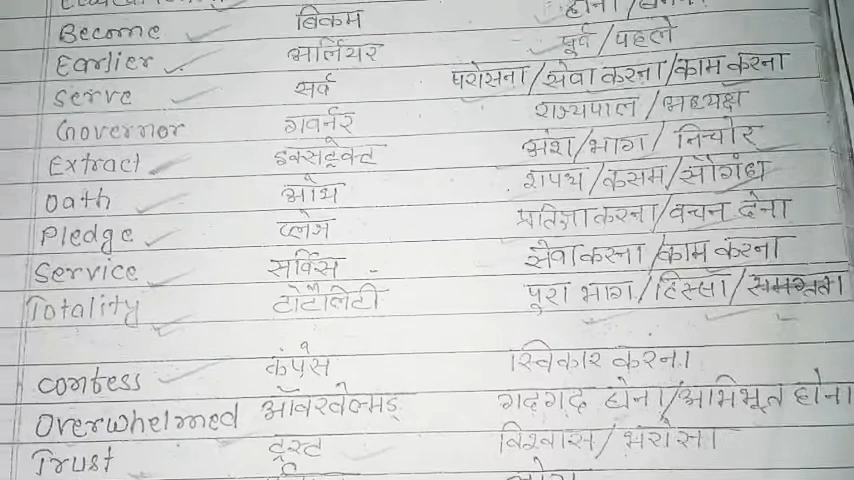 Become बिकम होना
Earlier अर्लियर पूर्व/पहले
Serve सर्व परोसना/सेवा करना/काम करना
Governor गवर्नर राज्यपाल/अध्यक्ष
Extract इक्सट्रेक्ट अंश/भाग/निचोर
Oath ओथ शपथ/कसम/सौगंध
Pledge प्लेग प्रतिज्ञा करना/वचन देना
Service सर्विस सेवा करना/काम करना
Totality टोटैलिटी पूरा भाग/हिस्सा/समग्रता
Confess कंफेस स्विकार करना
Overwhelmed ऑवरवेल्मड् गदगद होना/अभिभूत होना
Trust ट्रस्ट विश्वास/भरोसा